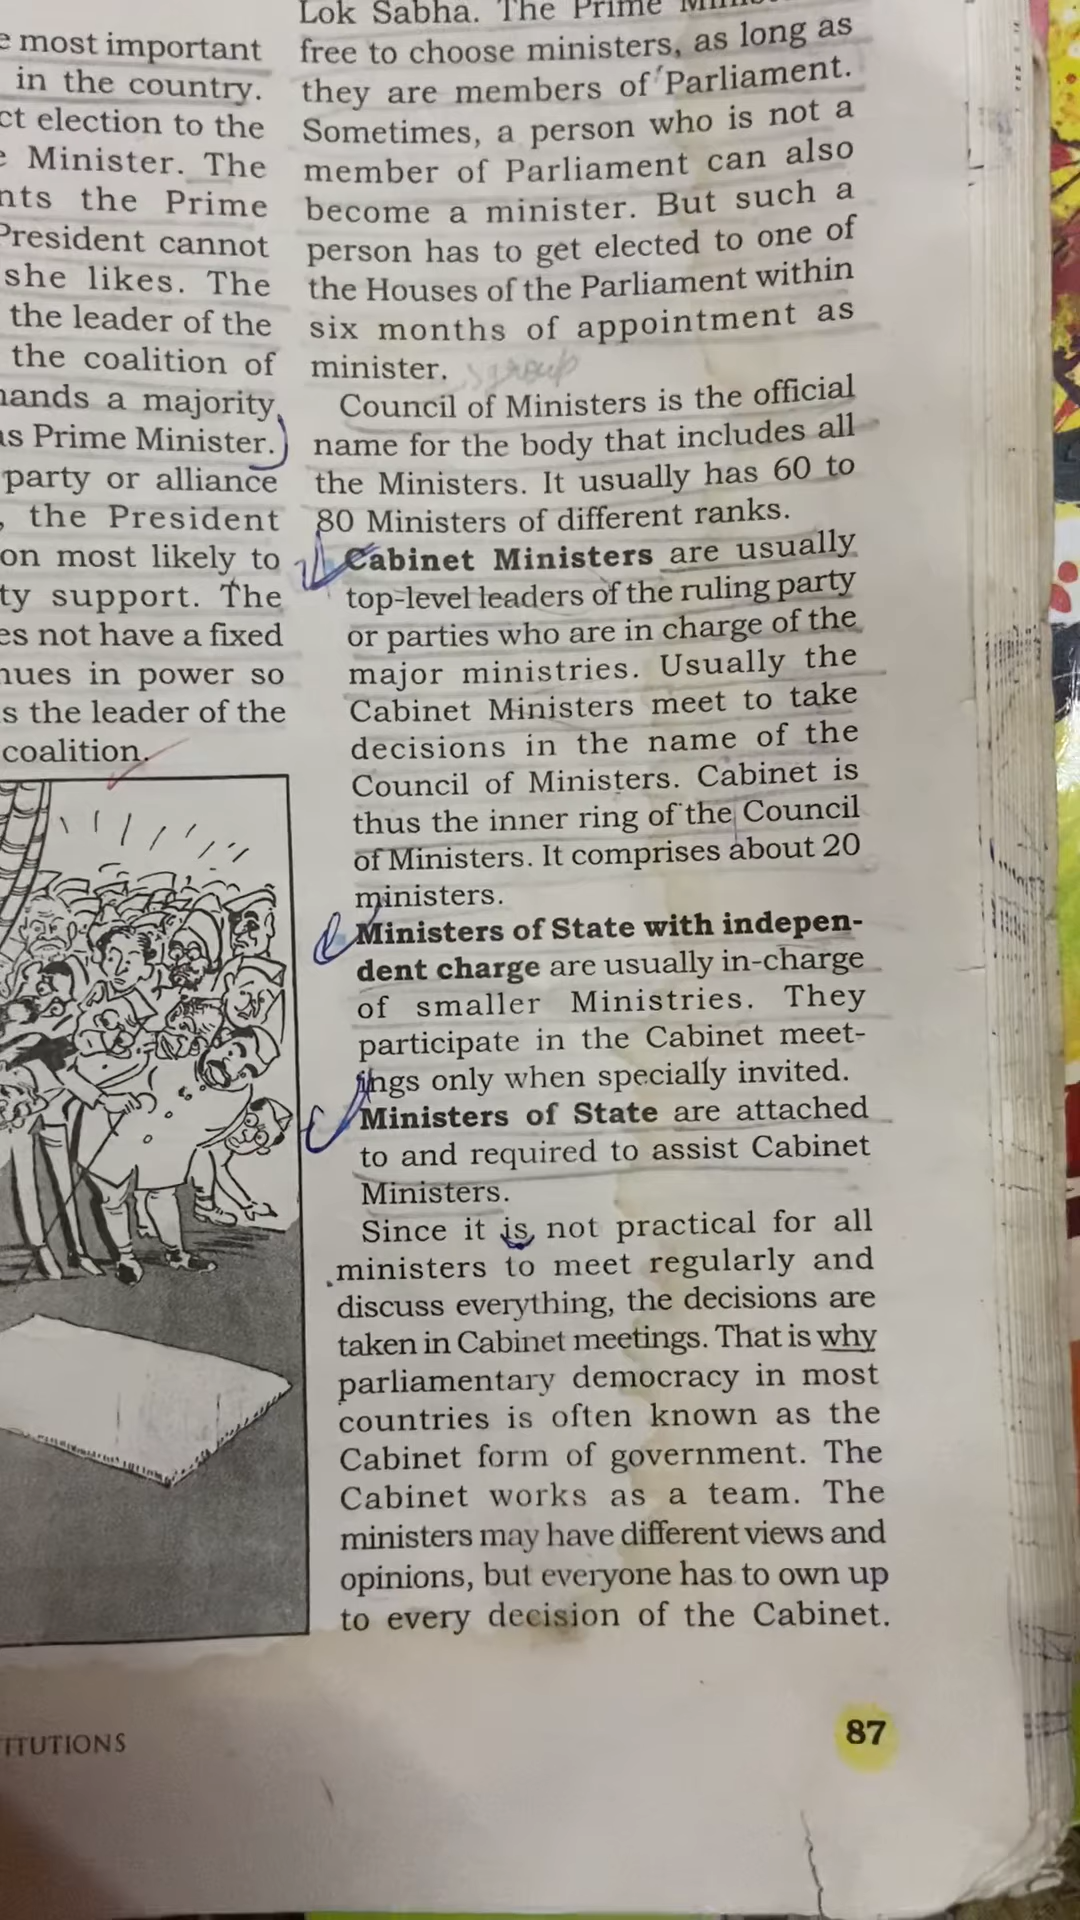 e most important
in the country.
ct election to the
Minister. The
nts the Prime
President cannot
she likes. The
the leader of the
the coalition of
mands a majority,
as Prime Minister.
party or alliance
, the President
on most likely to
ty support. The
es not have a fixed
nues in power so
s the leader of the
coalition.
Lok Sabha. The Prime
free to choose ministers, as long as
they are members of Parliament.
Sometimes, a person who is not a
member of Parliament can also
become a minister. But such a
person has to get elected to one of
the Houses of the Parliament within
six months of appointment as
minister.
group
Council of Ministers is the official
name for the body that includes all
the Ministers. It usually has 60 to
80 Ministers of different ranks.
Cabinet Ministers are usually
top-level leaders of the ruling party
or parties who are in charge of the
major ministries. Usually the
Cabinet Ministers meet to take
decisions in the name of the
Council of Ministers. Cabinet is
thus the inner ring of the Council
of Ministers. It comprises about 20
ministers.
Ministers of State with indepen-
dent charge are usually in-charge
of smaller Ministries. They
participate in the Cabinet meet-
ings only when specially invited.
Ministers of State are attached
to and required to assist Cabinet
Ministers.
Since it is not practical for all
ministers to meet regularly and
discuss everything, the decisions are
taken in Cabinet meetings. That is why
parliamentary democracy in most
countries is often known as the
Cabinet form of government. The
Cabinet works as a team. The
ministers may have different views and
opinions, but everyone has to own up
to every decision of the Cabinet.
ITUTIONS
87